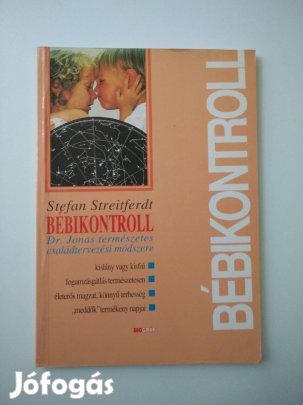 Stefan Streitferdt
BÉBIKONTROLL
Dr. Jonas természetes
családtervezési módszere
kislány vagy kisfiú
fogamzásgátlás természetesen
életerős magzat, könnyű terhesség
„meddők” termékeny napjai
BÉBIKONTROLL
Jófogás